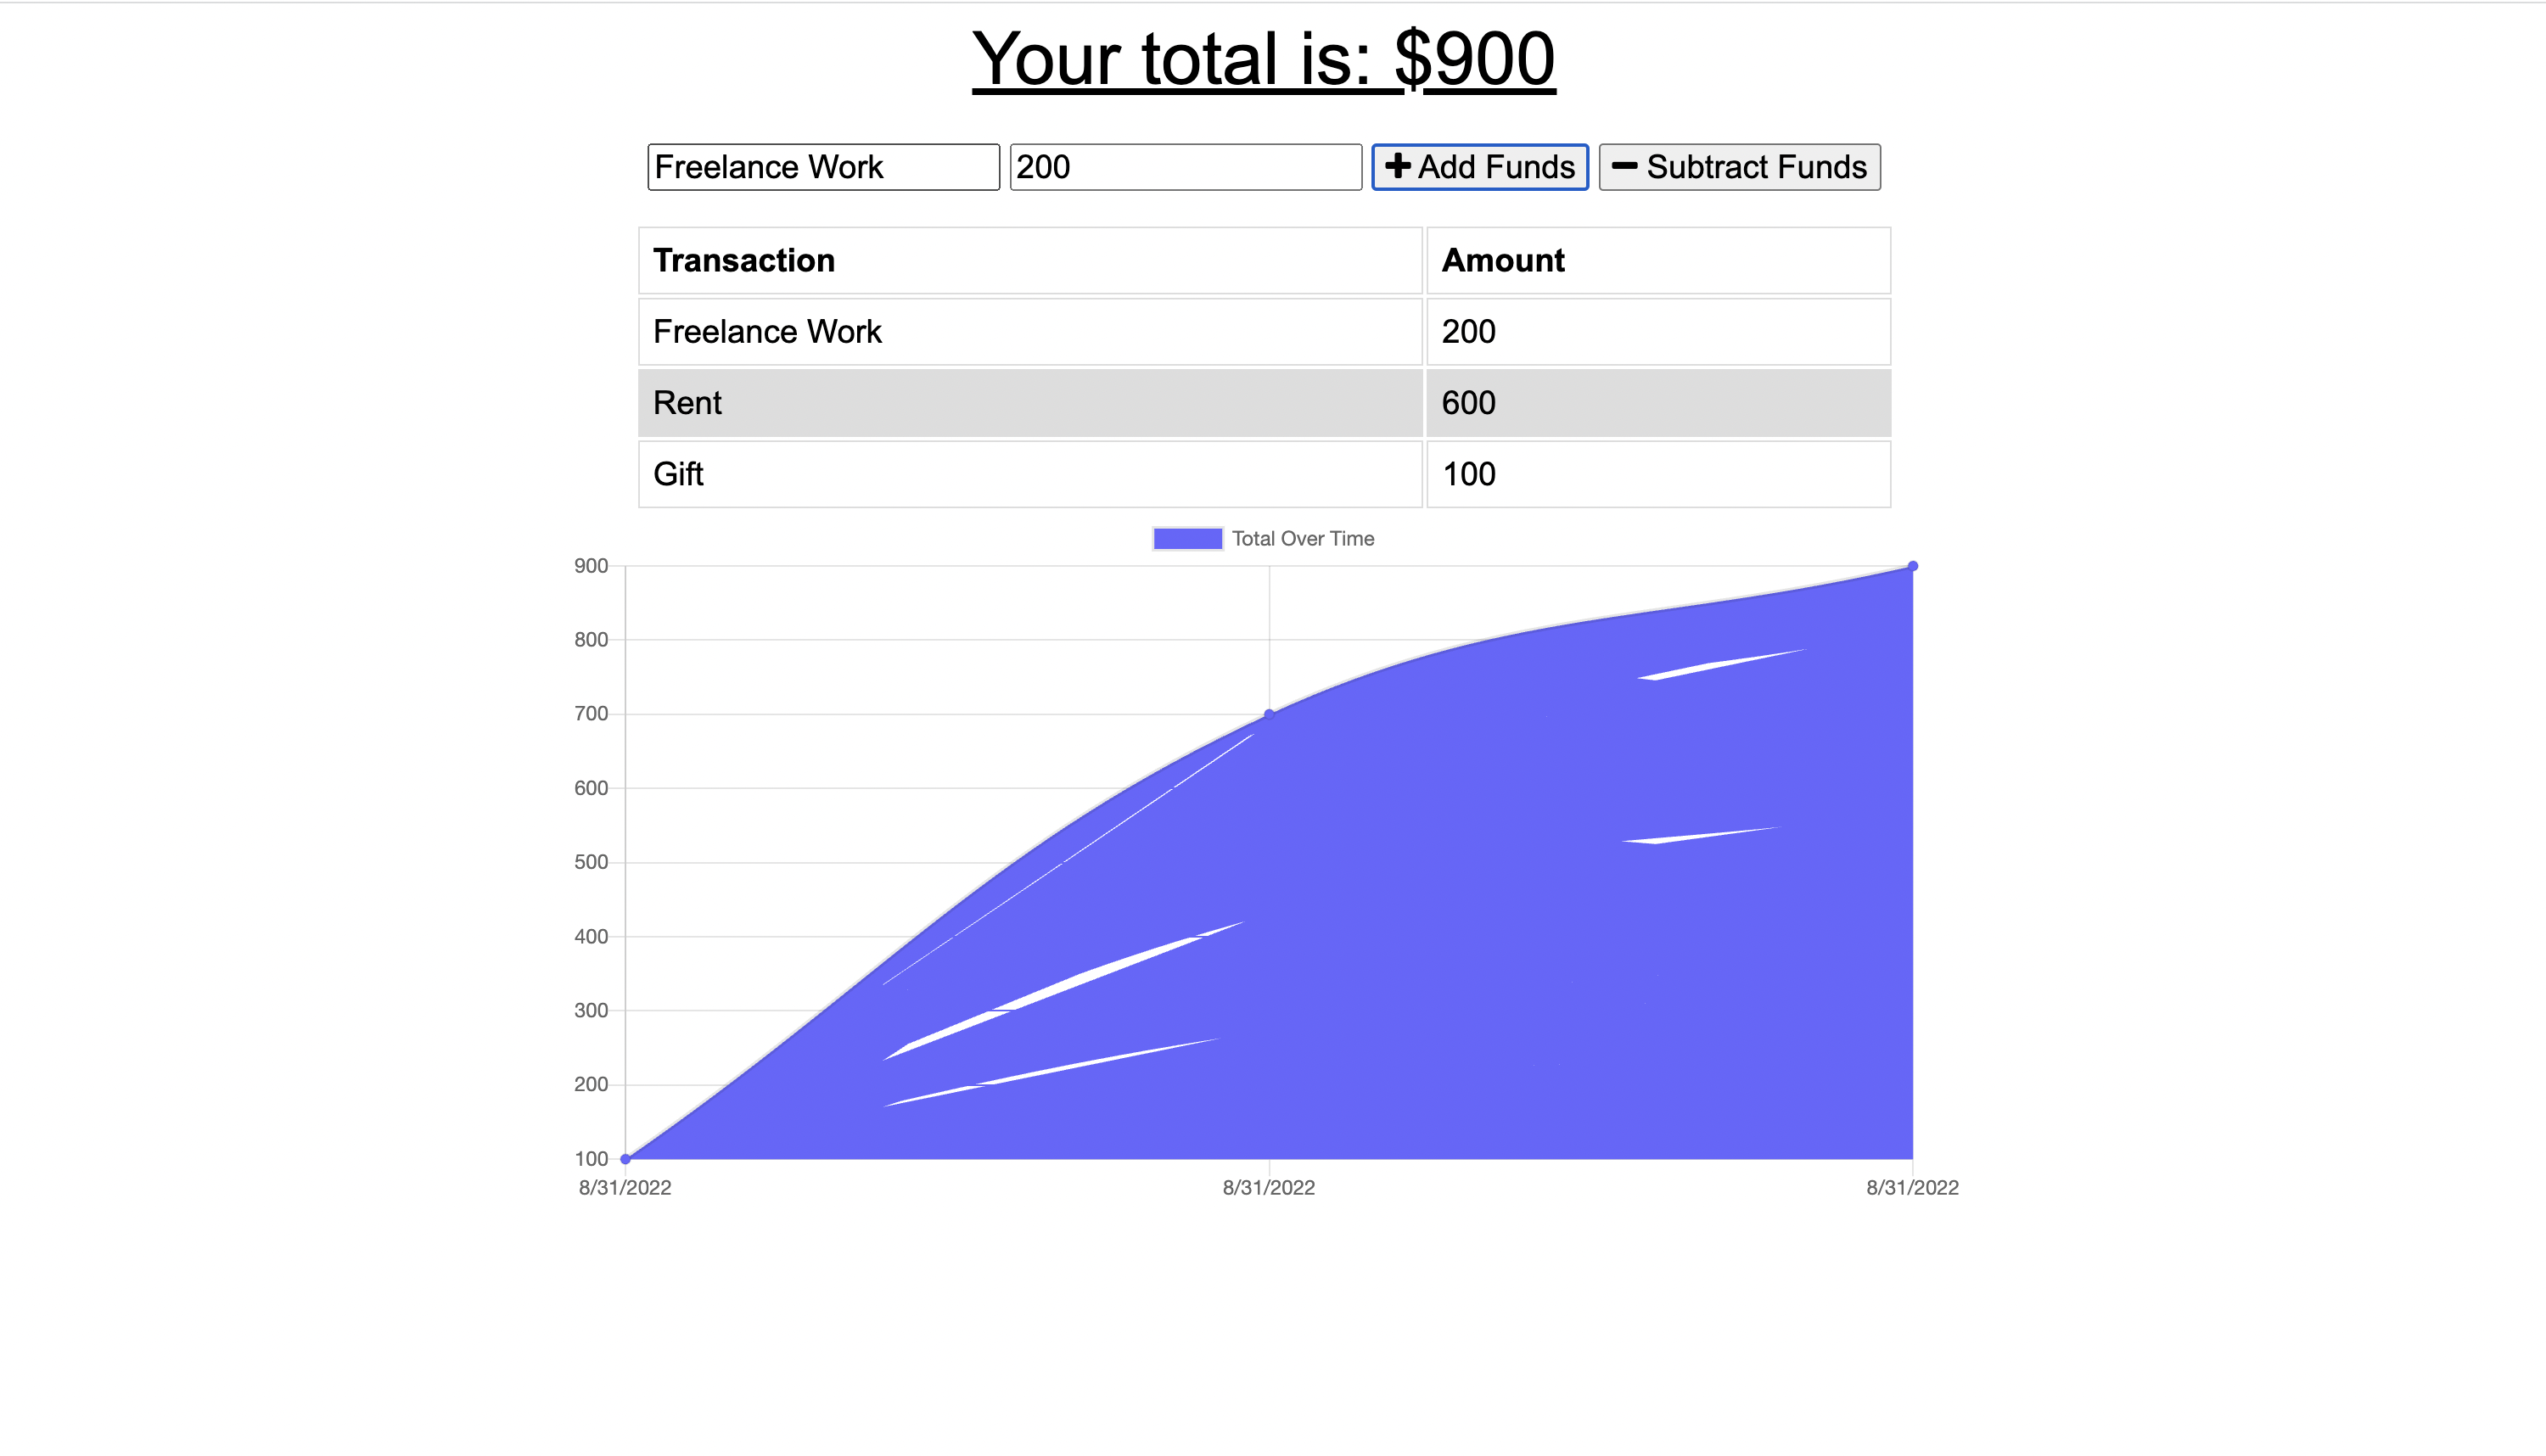 Your total is: $900
Freelance Work 200 Add Funds Subtract Funds
Transaction Amount
Freelance Work 200
Rent 600
Gift 100
Total Over Time
900
800
700
600
500
400
300
200
100
8/31/2022 8/31/2022 8/31/2022